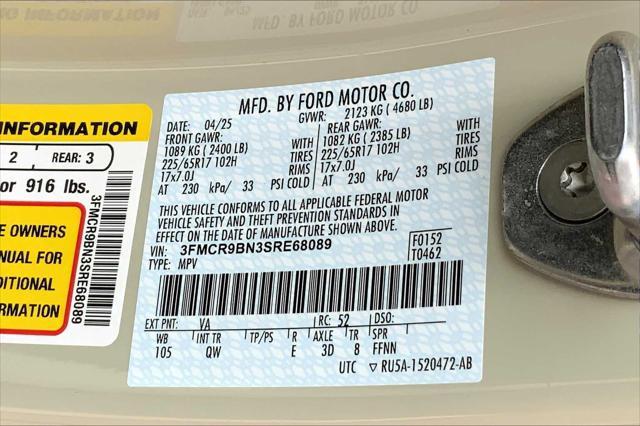 INFORMATION
2 REAR: 3
or 916 lbs.
E OWNERS
NUAL FOR
DITIONAL
ORMATION
3FMCR9BN3SRE68089
MFD. BY FORD MOTOR CO.
DATE: 04/25 GVWR: 2123 KG ( 4680 LB)
FRONT GAWR: REAR GAWR:
1089 KG ( 2400 LB) WITH 1082 KG ( 2385 LB) WITH
225/65R17 102H TIRES 225/65R17 102H TIRES
17x7.0J RIMS 17x7.0J RIMS
AT 230 kPa/ 33 PSI COLD AT 230 kPa/ 33 PSI COLD
THIS VEHICLE CONFORMS TO ALL APPLICABLE FEDERAL MOTOR
VEHICLE SAFETY AND THEFT PREVENTION STANDARDS IN
EFFECT ON THE DATE OF MANUFACTURE SHOWN ABOVE.
VIN: 3FMCR9BN3SRE68089 F0152
TYPE: MPV T0462
EXT PNT: VA RC: 52 DSO:
WB INT TR TP/PS R AXLE TR SPR
105 QW E 3D 8 FFNN
UTC ▽ RU5A-1520472-AB